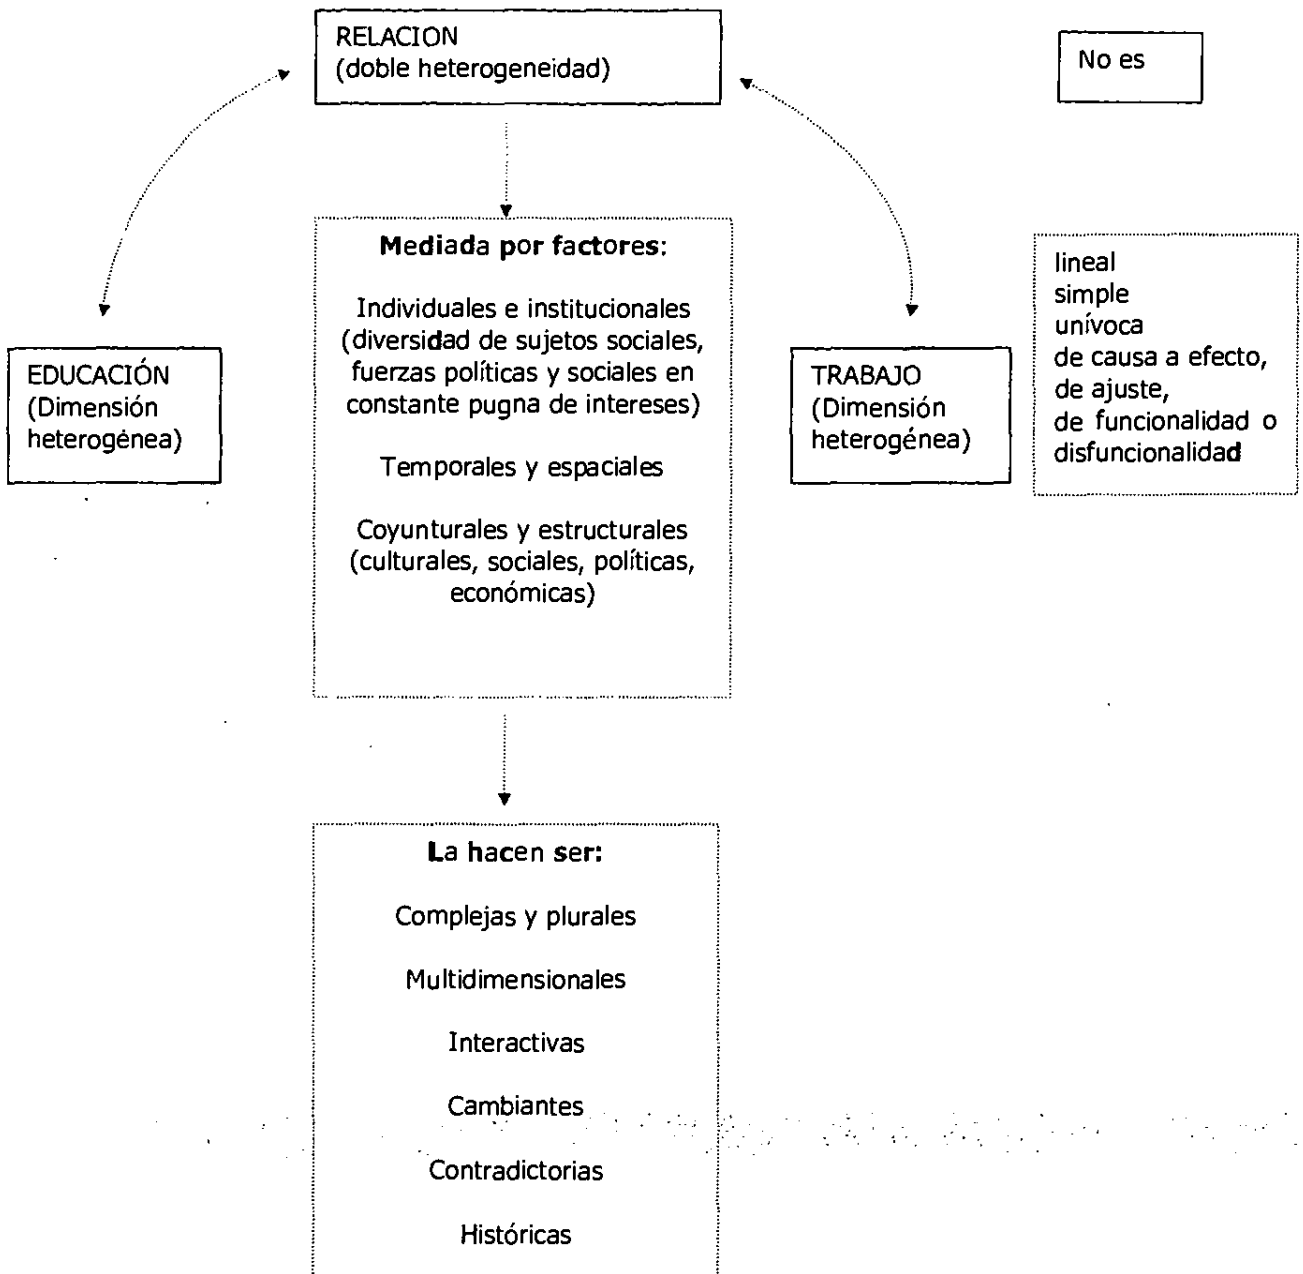 RELACION
(doble heterogeneidad)
No es
Mediada por factores:
Individuales e institucionales
(diversidad de sujetos sociales,
fuerzas políticas y sociales en
constante pugna de intereses)
Temporales y espaciales
Coyunturales y estructurales
(culturales, sociales, políticas,
económicas)
EDUCACIÓN
(Dimensión
heterogénea)
TRABAJO
(Dimensión
heterogénea)
lineal
simple
unívoca
de causa a efecto,
de ajuste,
de funcionalidad o
disfuncionalidad
La hacen ser:
Complejas y plurales
Multidimensionales
Interactivas
Cambiantes
Contradictorias
Históricas